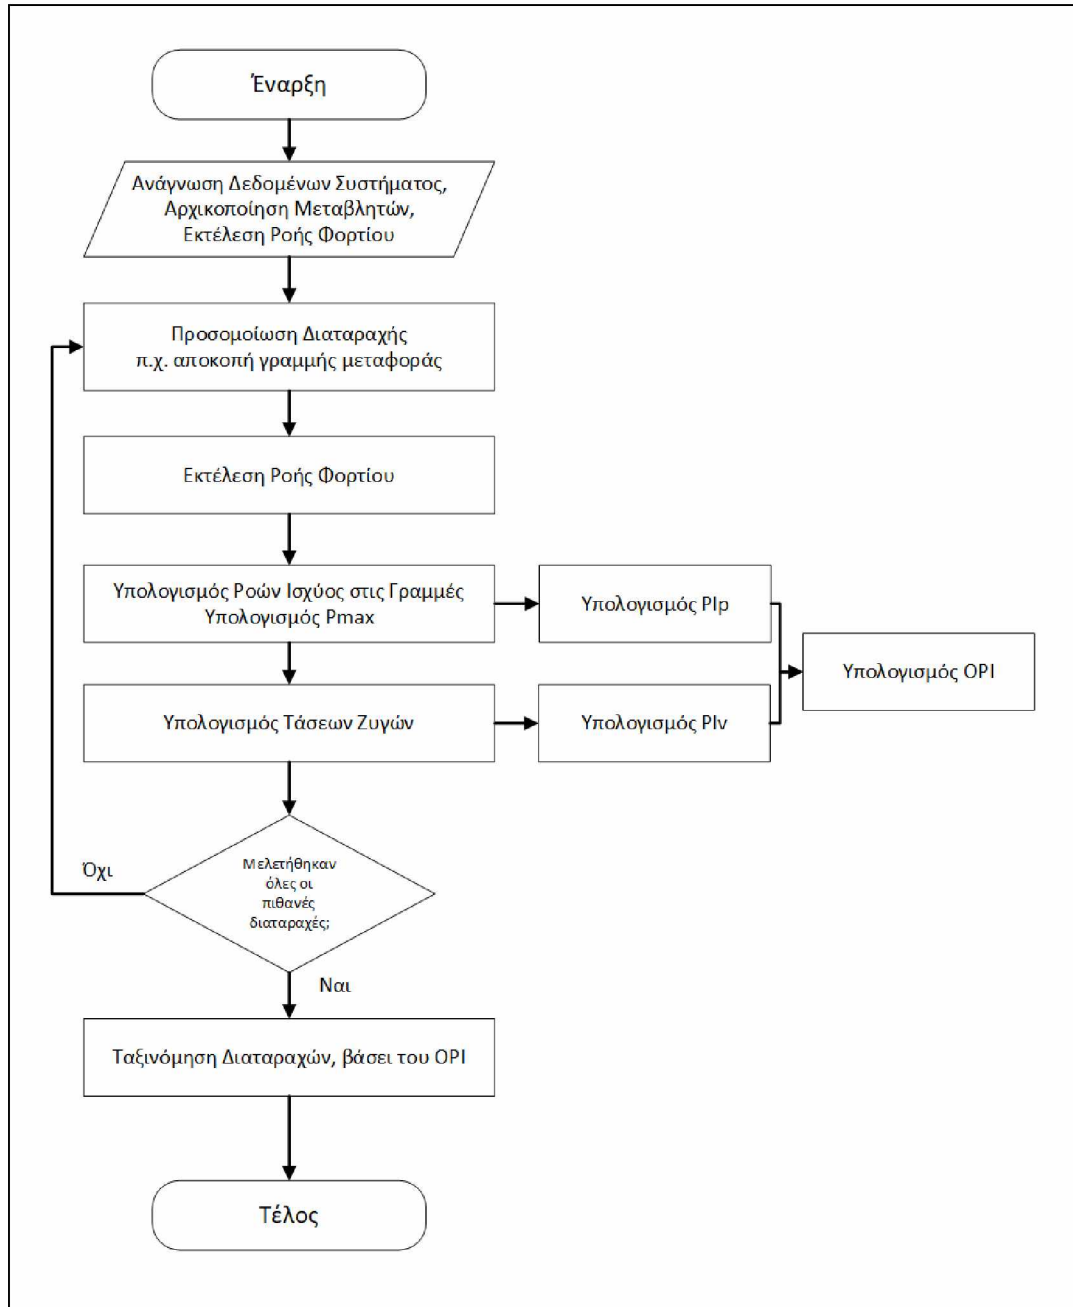 Έναρξη
Ανάγνωση Δεδομένων Συστήματος,
Αρχικοποίηση Μεταβλητών,
Εκτέλεση Ροής Φορτίου
Προσομοίωση Διαταραχής
π.χ. αποκοπή γραμμής μεταφοράς
Εκτέλεση Ροής Φορτίου
Υπολογισμός Ροών Ισχύος στις Γραμμές
Υπολογισμός Pmax
Υπολογισμός PIp
Υπολογισμός OPI
Υπολογισμός Τάσεων Ζυγών
Υπολογισμός PIv
Μελετήθηκαν
όλες οι
πιθανές
διαταραχές;
Όχι
Ναι
Ταξινόμηση Διαταραχών, βάσει του OPI
Τέλος